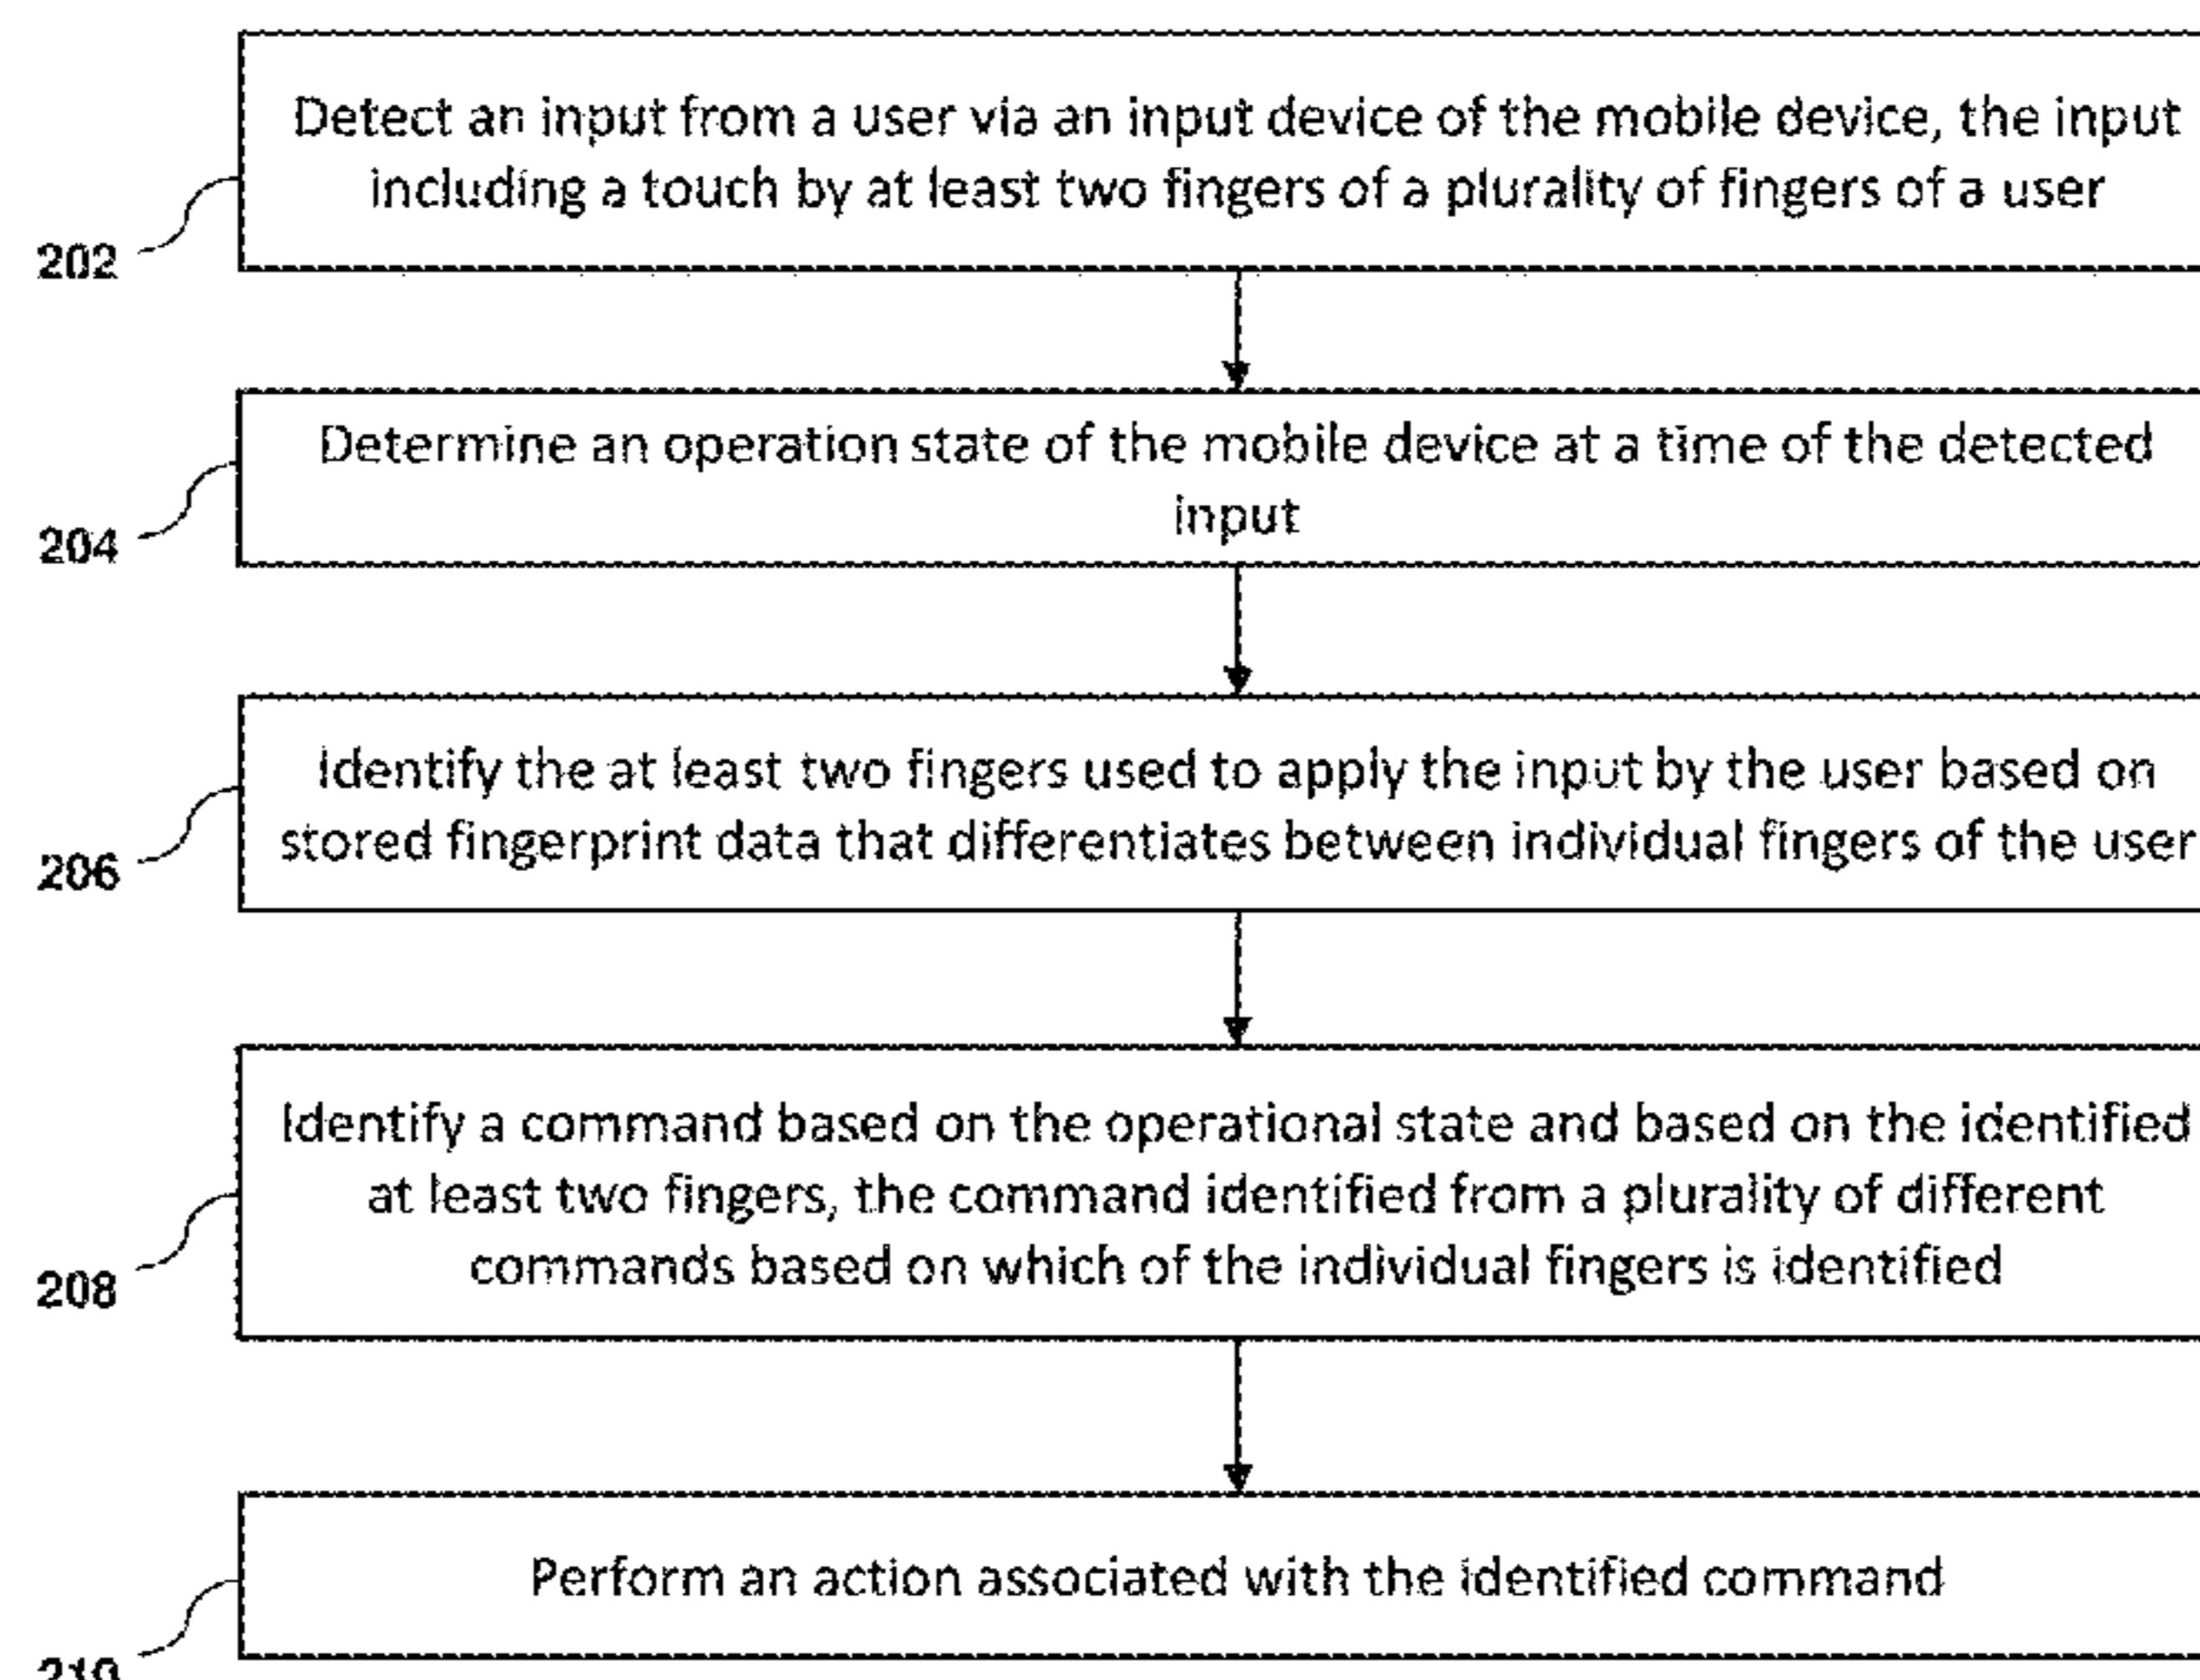 Detect an input from a user via an input device of the mobile device, the input
including a touch by at least two fingers of a plurality of fingers of a user
202
Determine an operation state of the mobile device at a time of the detected
input
204
Identify the at least two fingers used to apply the input by the user based on
stored fingerprint data that differentiates between individual fingers of the user
206
Identify a command based on the operational state and based on the identified
at least two fingers, the command identified from a plurality of different
commands based on which of the individual fingers is identified
208
Perform an action associated with the identified command
210